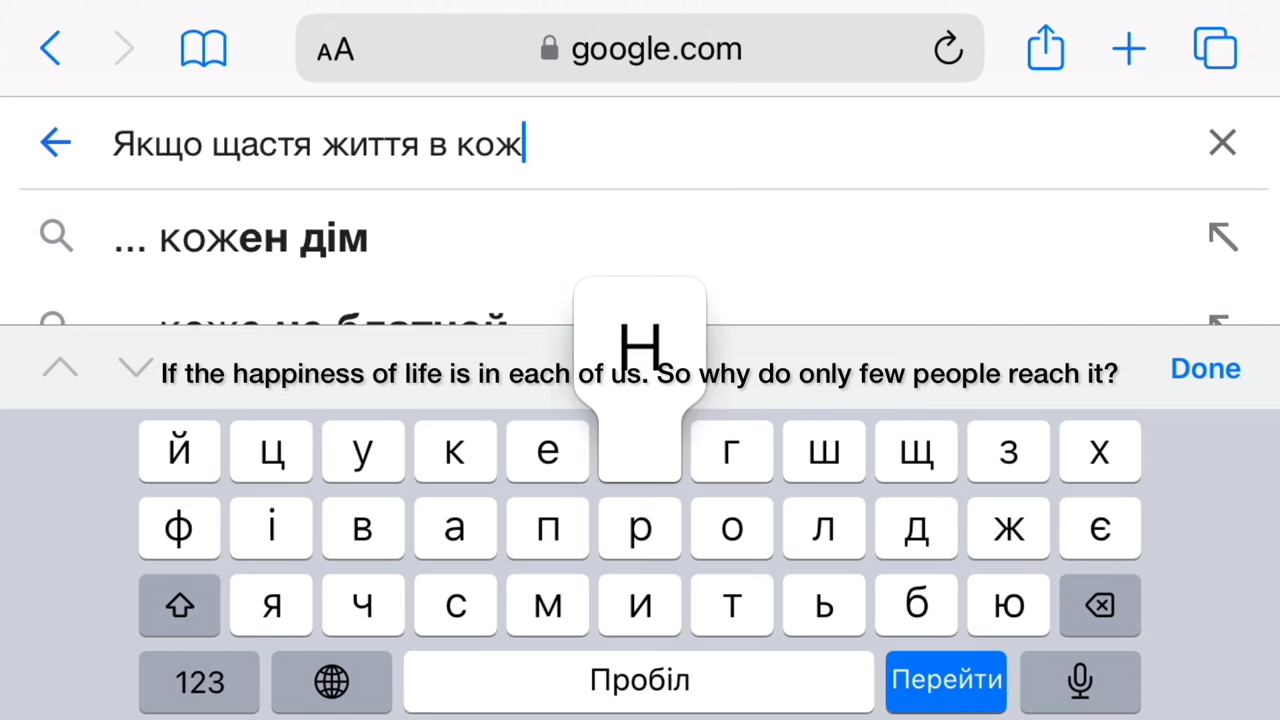 AA google.com
Якщо щастя життя в кож
... кожен дім
H
If the happiness of life is in each of us. So why do only few people reach it?
Done
й ц у к е г ш щ з х
ф і в а п р о л д ж є
я ч с м и т ь б ю
123 Пробіл Перейти